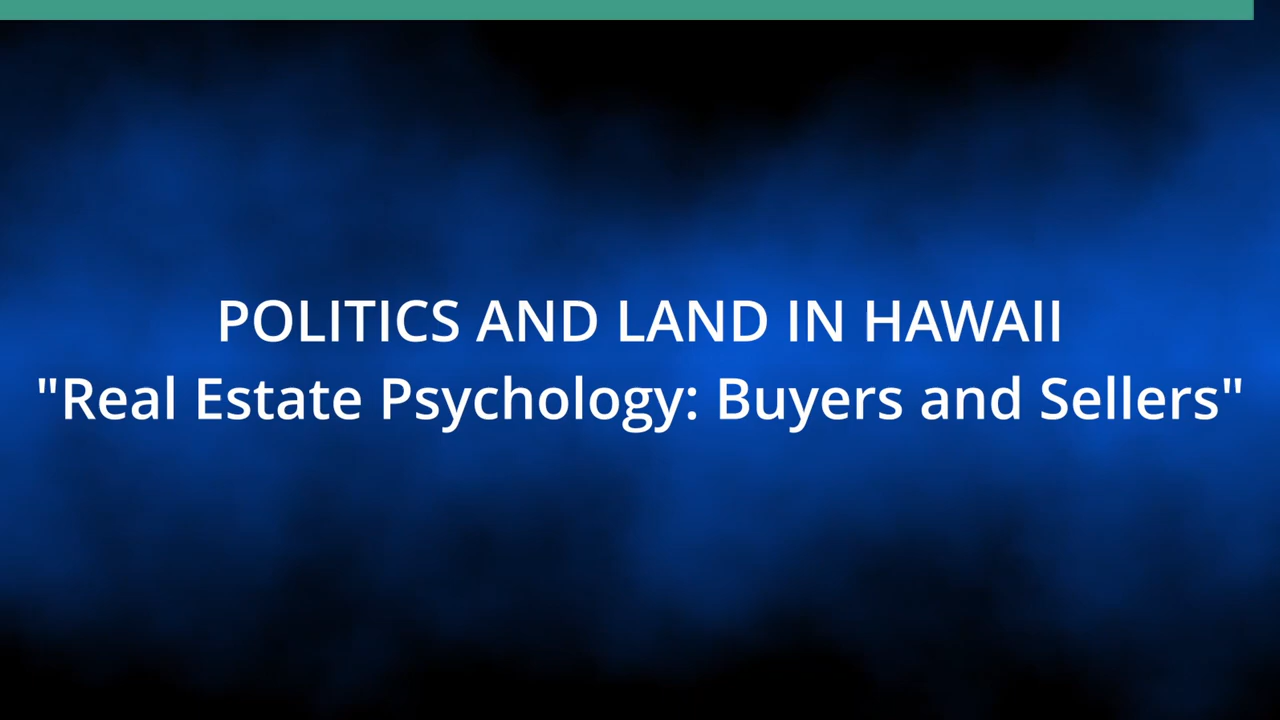 POLITICS AND LAND IN HAWAII
"Real Estate Psychology: Buyers and Sellers"